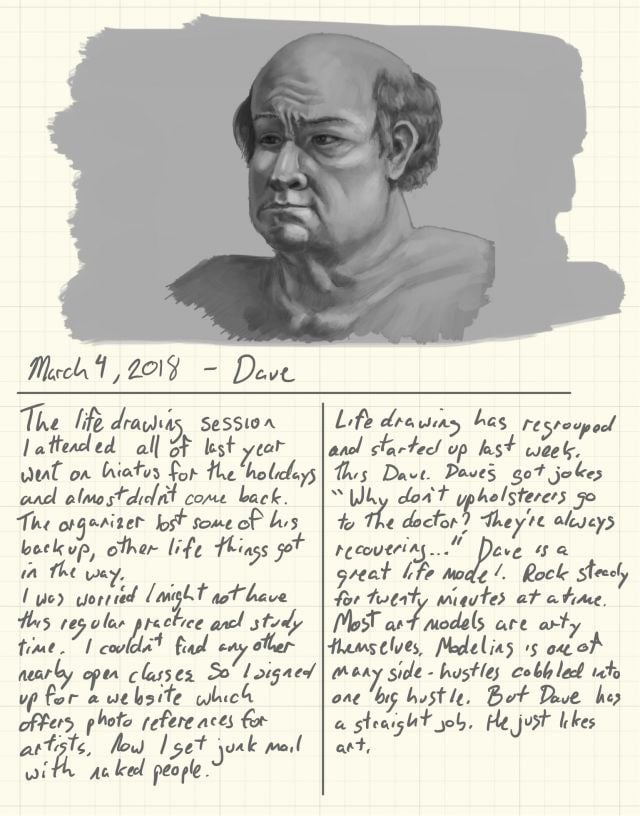 March 4, 2018 - Dave
The life drawing session
I attended all of last year
went on hiatus for the holidays
and almost didn't come back.
The organizer lost some of his
backup, other life things got
in the way.
I was worried I might not have
this regular practice and study
time. I couldn't find any other
nearby open classes So I signed
up for a website which
offers photo references for
artists. Now I get junk mail
with naked people.
Life drawing has regrouped
and started up last week.
This Dave. Dave's got jokes
"Why don't upholsterers go
to the doctor? They're always
recovering..." Dave is a
great life model. Rock steady
for twenty mieutes at a time.
Most art models are arty
themselves. Modeling is one of
many side-hustles cobbled into
one big hustle. But Dave has
a straight job. He just likes
art.